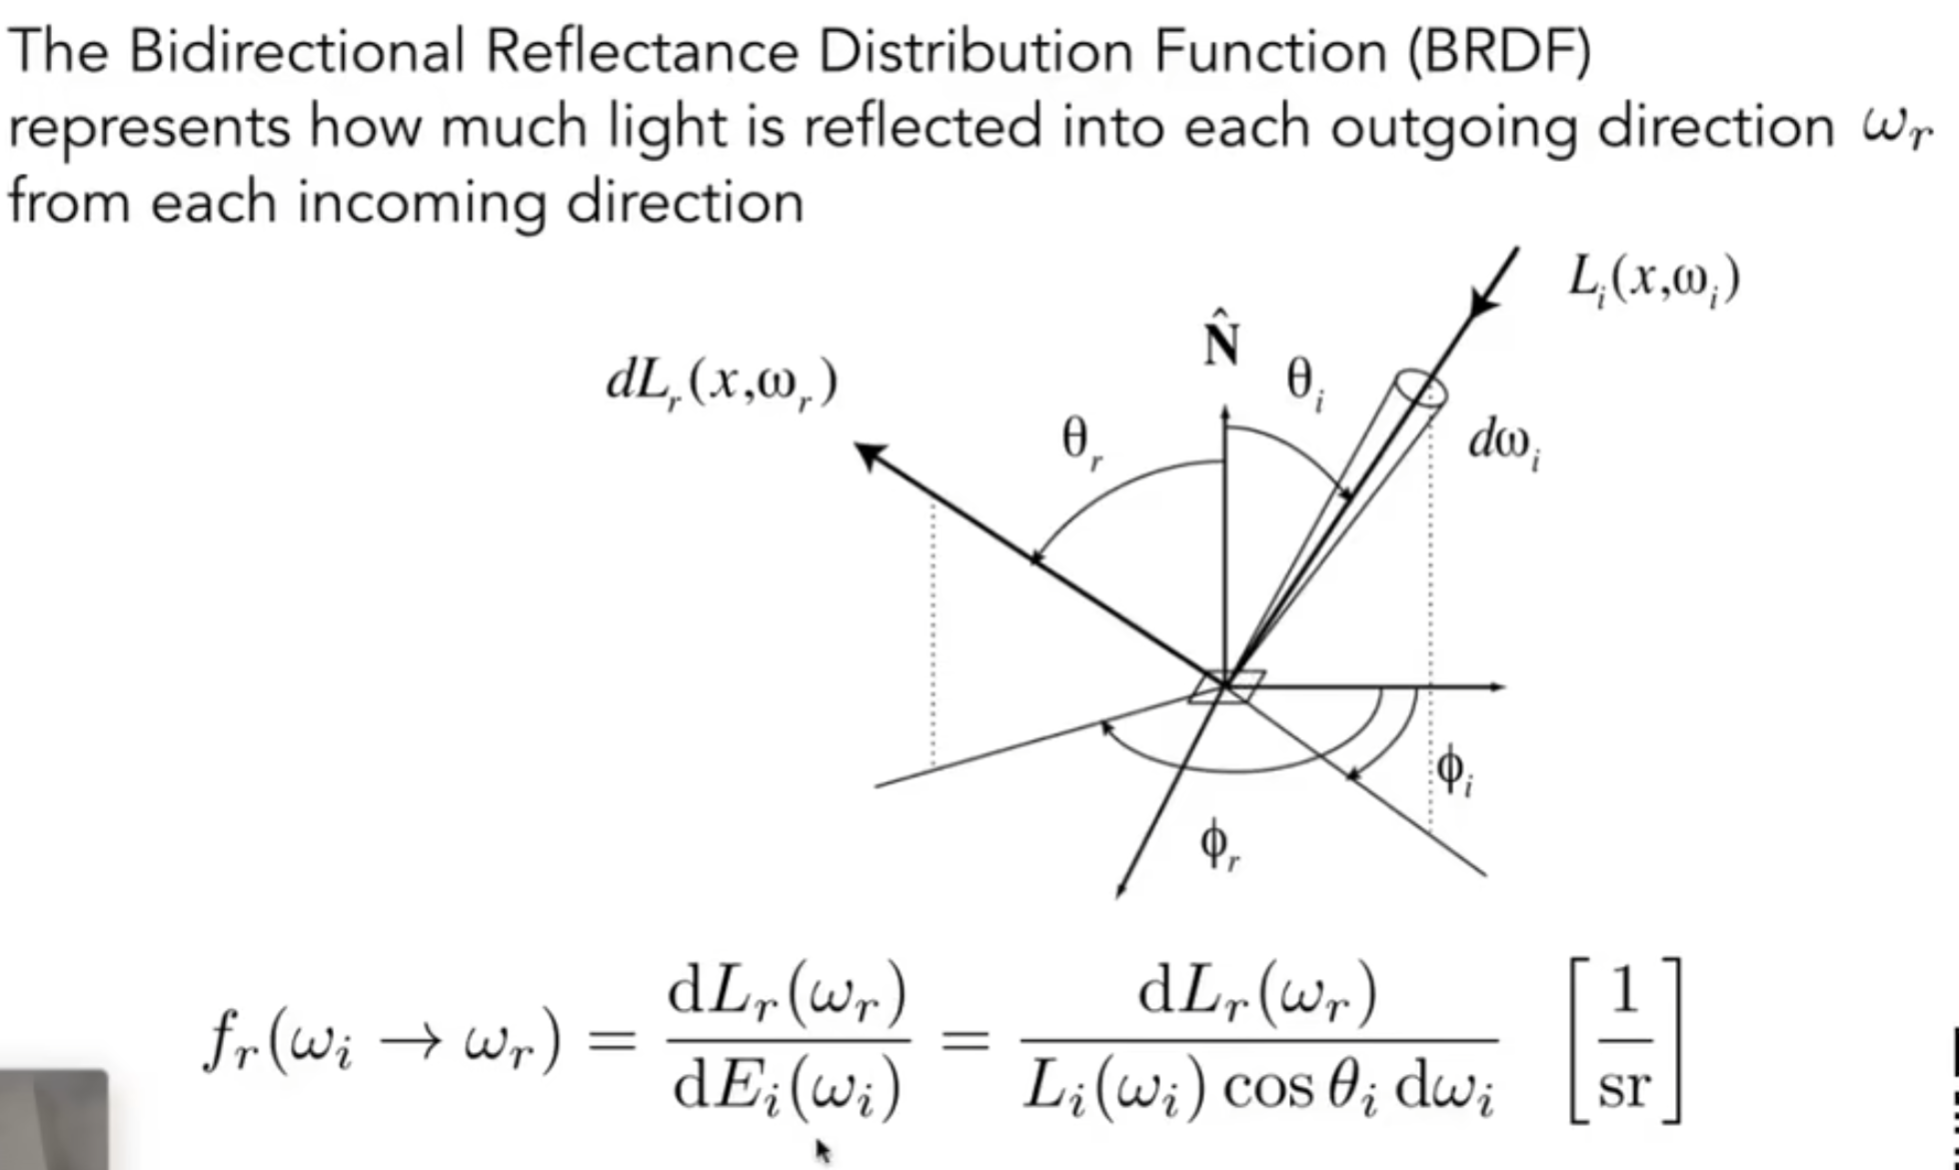 The Bidirectional Reflectance Distribution Function (BRDF)
represents how much light is reflected into each outgoing direction ωᵣ
from each incoming direction
Lᵢ(x,ωᵢ)
N̂
θᵢ
dLᵣ(x,ωᵣ)
θᵣ
dωᵢ
ϕᵢ
ϕᵣ
fᵣ(ωᵢ → ωᵣ) = dLᵣ(ωᵣ) / dEᵢ(ωᵢ) = dLᵣ(ωᵣ) / Lᵢ(ωᵢ) cos θᵢ dωᵢ [1 / sr]